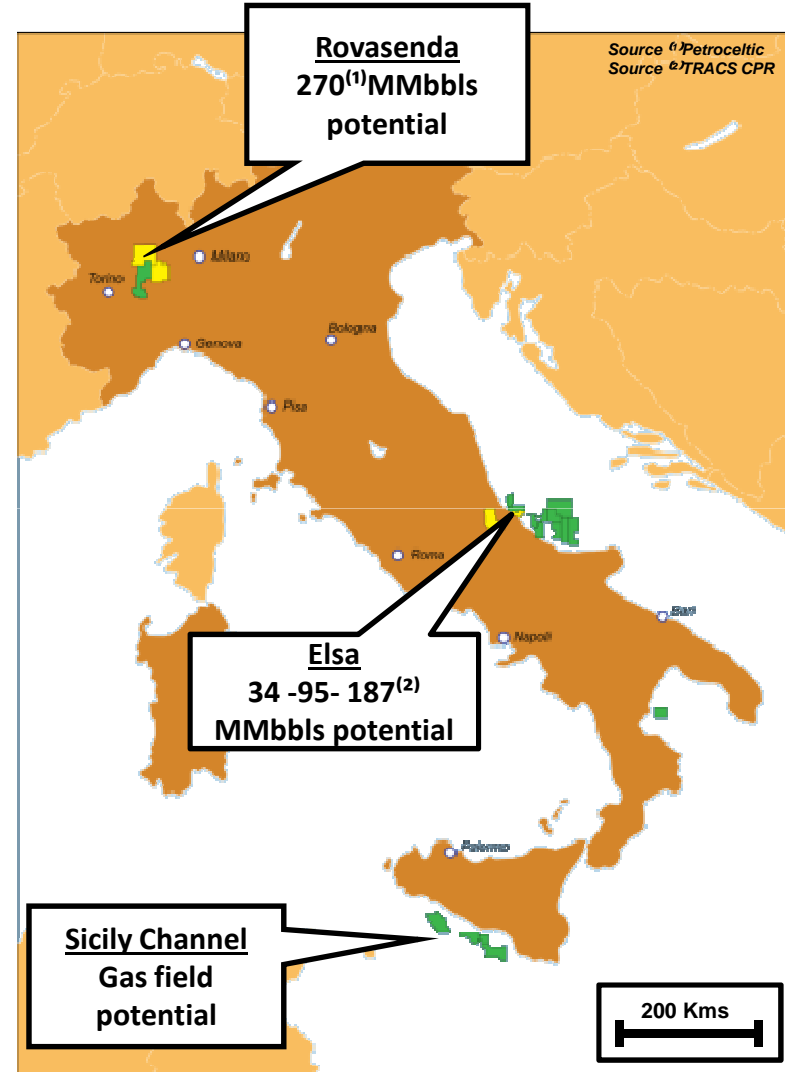 Rovasenda
270⁽¹⁾MMbbls
potential
Source ⁽¹⁾Petroceltic
Source ⁽²⁾TRACS CPR
Milano
Torino
Genova
Bologna
Pisa
Roma
Bari
Napoli
Elsa
34 -95- 187⁽²⁾
MMbbls potential
Palermo
Sicily Channel
Gas field
potential
200 Kms